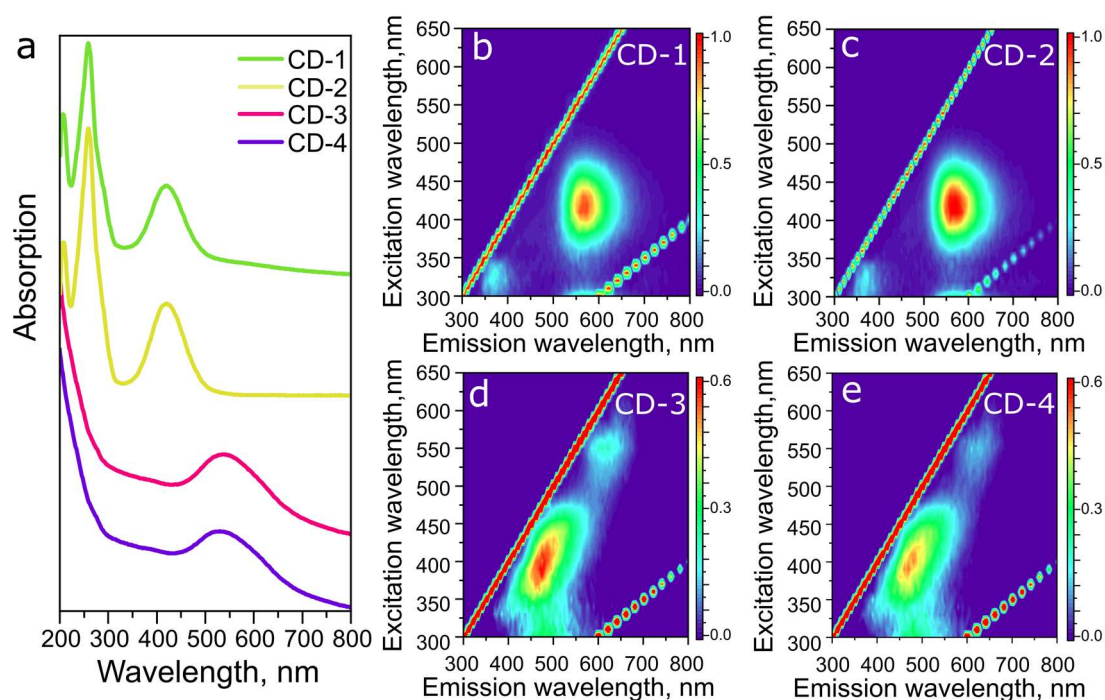 a
CD-1
CD-2
CD-3
CD-4
Absorption
200 300 400 500 600 700 800
Wavelength, nm
b
CD-1
Excitation wavelength,nm
650
600
550
500
450
400
350
300
300 400 500 600 700 800
Emission wavelength, nm
1.0
0.5
0.0
c
CD-2
Excitation wavelength,nm
650
600
550
500
450
400
350
300
300 400 500 600 700 800
Emission wavelength, nm
1.0
0.5
0.0
d
CD-3
Excitation wavelength,nm
650
600
550
500
450
400
350
300
300 400 500 600 700 800
Emission wavelength, nm
0.6
0.3
0.0
e
CD-4
Excitation wavelength,nm
650
600
550
500
450
400
350
300
300 400 500 600 700 800
Emission wavelength, nm
0.6
0.3
0.0